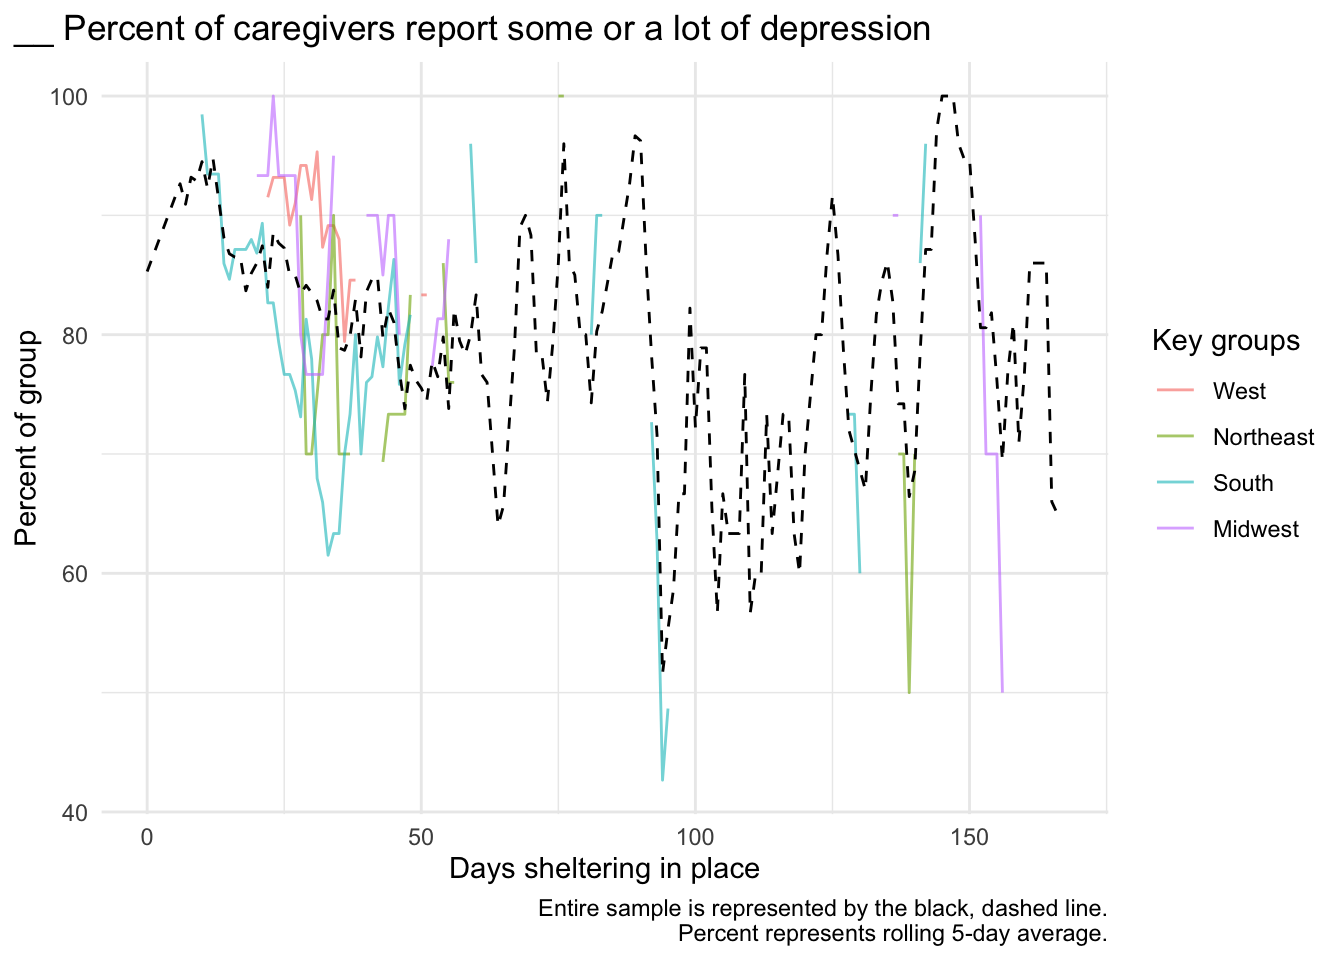 __ Percent of caregivers report some or a lot of depression
Percent of group
100
80
60
40
0
50
100
150
Days sheltering in place
Key groups
West
Northeast
South
Midwest
Entire sample is represented by the black, dashed line.
Percent represents rolling 5-day average.